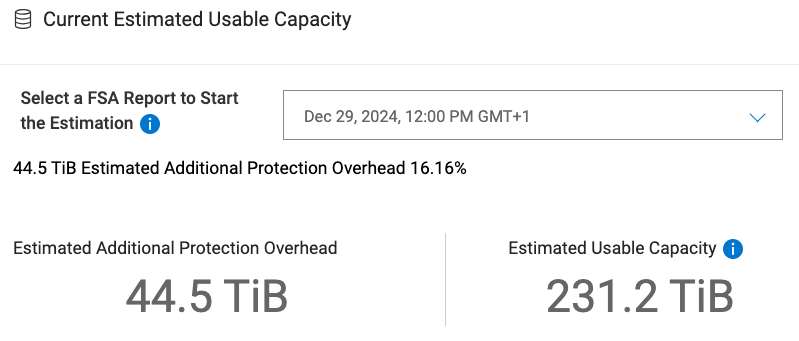 Current Estimated Usable Capacity
Select a FSA Report to Start
the Estimation
Dec 29, 2024, 12:00 PM GMT+1
44.5 TiB Estimated Additional Protection Overhead 16.16%
Estimated Additional Protection Overhead
44.5 TiB
Estimated Usable Capacity
231.2 TiB